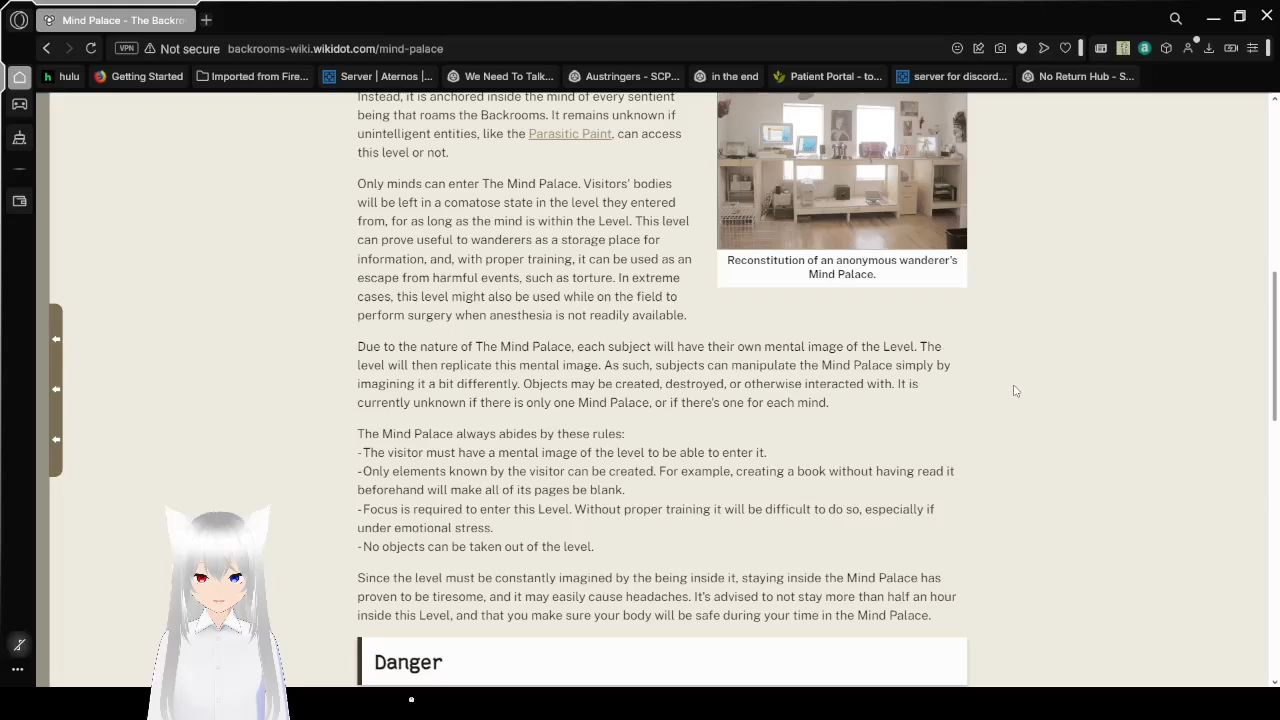 Mind Palace - The Backro
VPN Not secure backrooms-wiki.wikidot.com/mind-palace
hulu Getting Started Imported from Fire... Server | Aternos |... We Need To Talk... Austringers - SCP... in the end Patient Portal - to... server for discord... No Return Hub - S...
Instead, it is anchored inside the mind of every sentient
being that roams the Backrooms. It remains unknown if
unintelligent entities, like the Parasitic Paint, can access
this level or not.
Only minds can enter The Mind Palace. Visitors' bodies
will be left in a comatose state in the level they entered
from, for as long as the mind is within the Level. This level
can prove useful to wanderers as a storage place for
information, and, with proper training, it can be used as an
escape from harmful events, such as torture. In extreme
cases, this level might also be used while on the field to
perform surgery when anesthesia is not readily available.
Reconstitution of an anonymous wanderer's
Mind Palace.
Due to the nature of The Mind Palace, each subject will have their own mental image of the Level. The
level will then replicate this mental image. As such, subjects can manipulate the Mind Palace simply by
imagining it a bit differently. Objects may be created, destroyed, or otherwise interacted with. It is
currently unknown if there is only one Mind Palace, or if there's one for each mind.
The Mind Palace always abides by these rules:
- The visitor must have a mental image of the level to be able to enter it.
- Only elements known by the visitor can be created. For example, creating a book without having read it
beforehand will make all of its pages be blank.
- Focus is required to enter this Level. Without proper training it will be difficult to do so, especially if
under emotional stress.
- No objects can be taken out of the level.
Since the level must be constantly imagined by the being inside it, staying inside the Mind Palace has
proven to be tiresome, and it may easily cause headaches. It's advised to not stay more than half an hour
inside this Level, and that you make sure your body will be safe during your time in the Mind Palace.
Danger